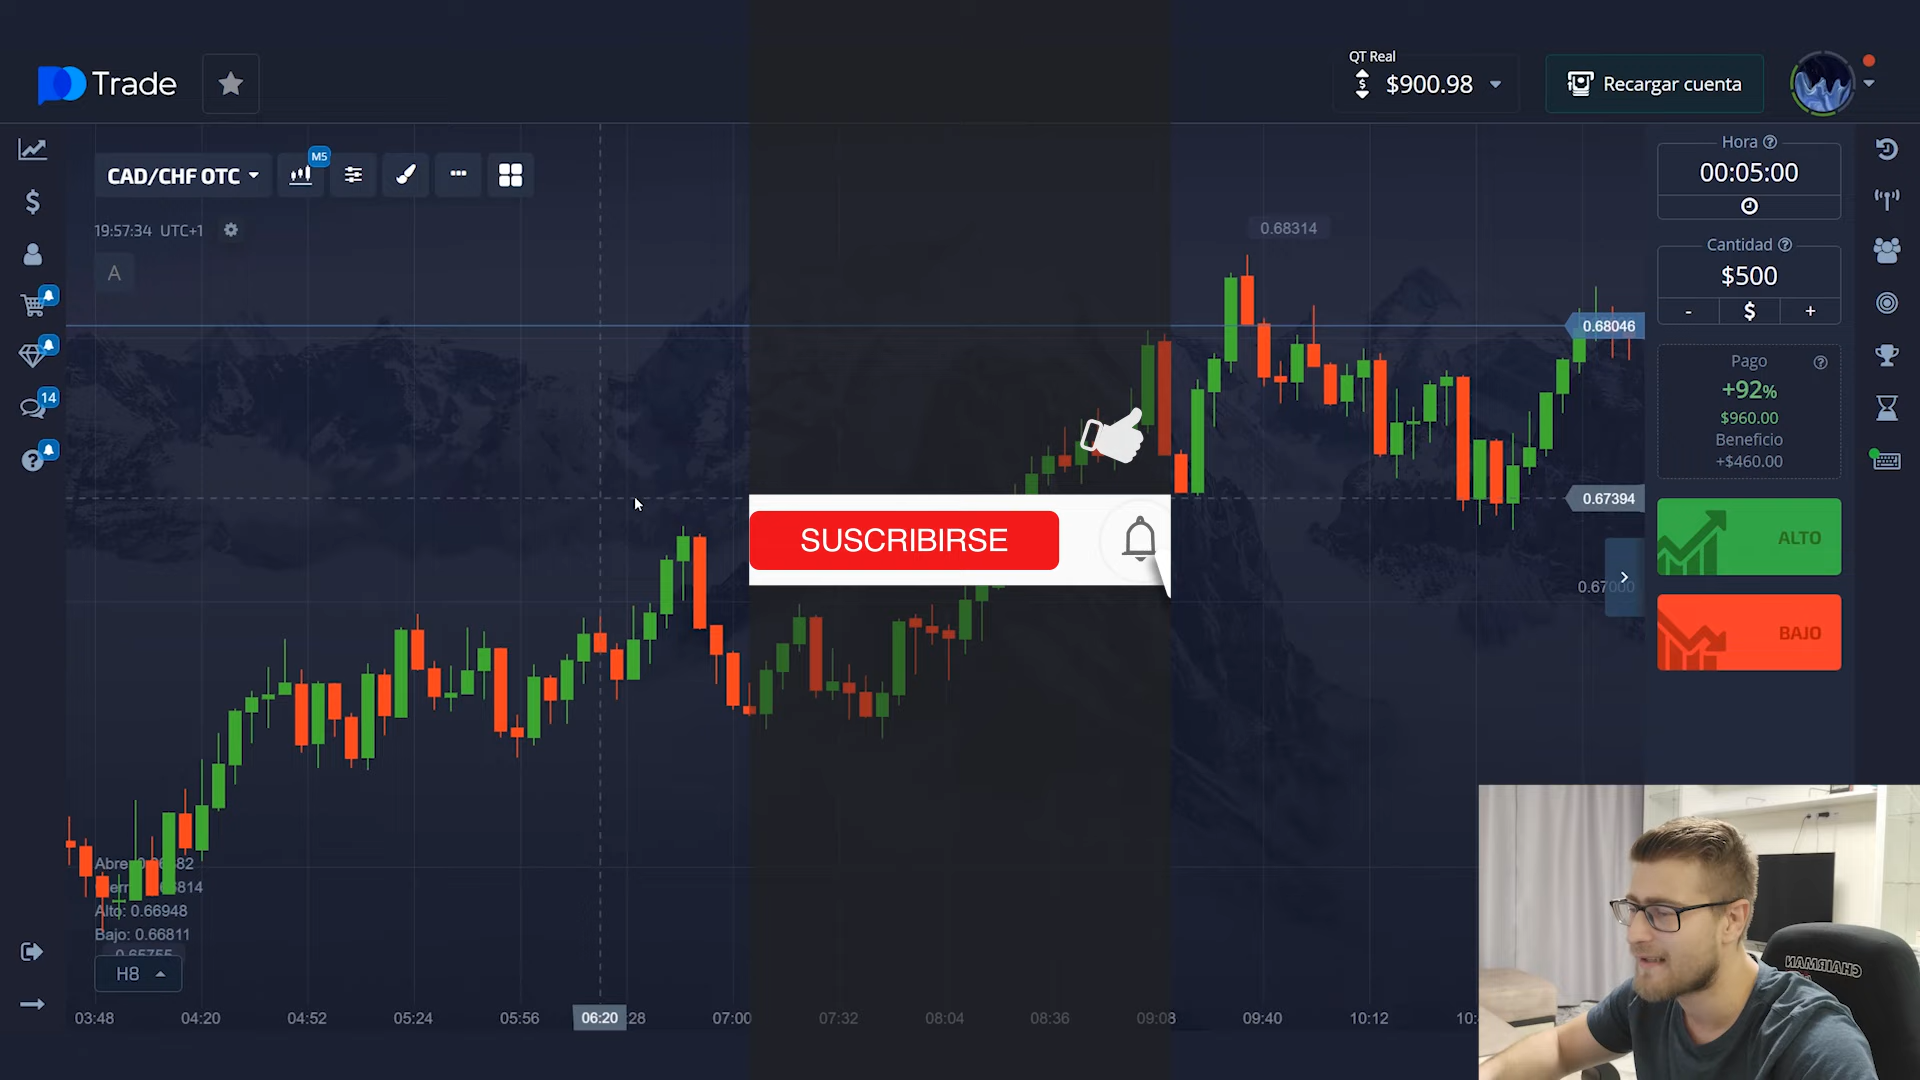 Trade
QT Real
$900.98
Recargar cuenta
CAD/CHF OTC
M5
19:57:34 UTC+1
A
14
0.68314
0.68046
0.67394
Hora
00:05:00
Cantidad
$500
- $ +
Pago
+92%
$960.00
Beneficio
+$460.00
ALTO
BAJO
SUSCRIBIRSE
Alto: 0.66948
Bajo: 0.66811
0.65755
H8
03:48 04:20 04:52 05:24 05:56 06:20 :28 07:00 07:32 08:04 08:36 09:08 09:40 10:12
CHAIRMAN